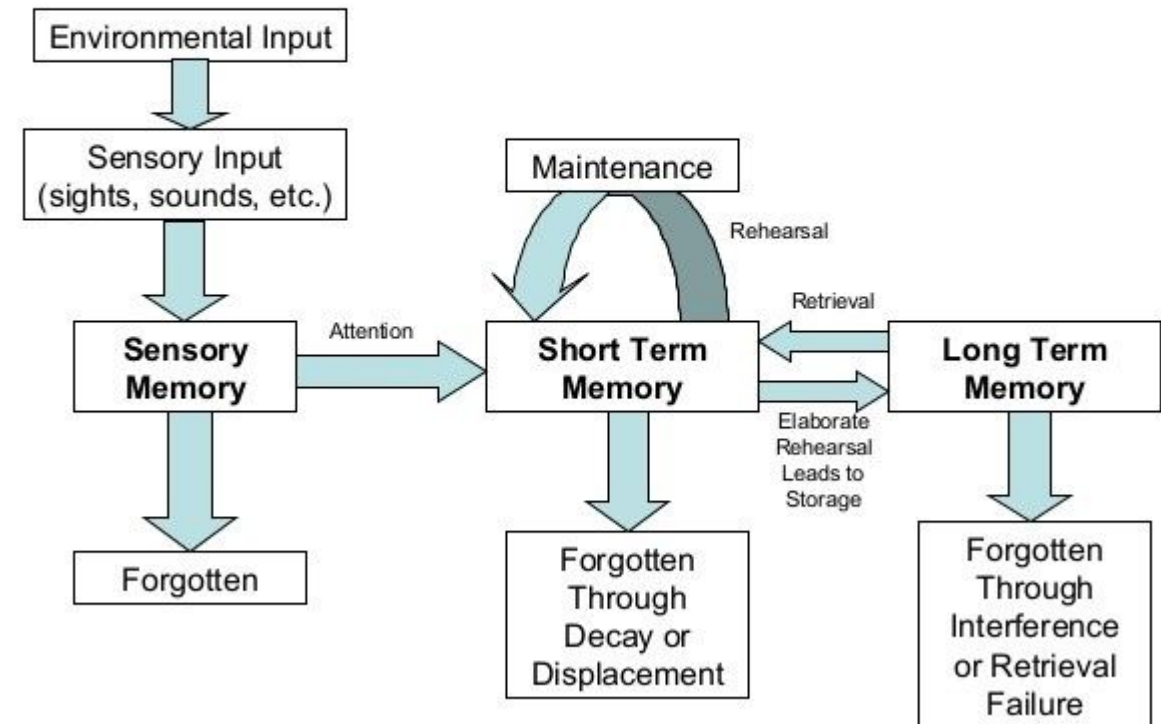 Environmental Input
Sensory Input
(sights, sounds, etc.)
Maintenance
Rehearsal
Sensory
Memory
Attention
Short Term
Memory
Retrieval
Elaborate
Rehearsal
Leads to
Storage
Long Term
Memory
Forgotten
Forgotten
Through
Decay or
Displacement
Forgotten
Through
Interference
or Retrieval
Failure